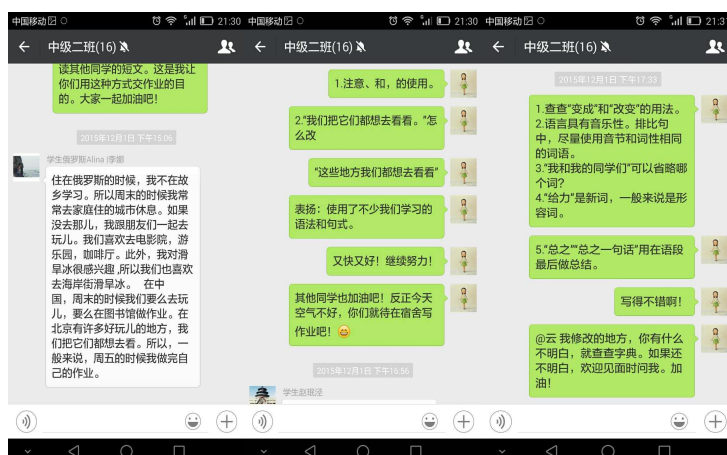 中国移动 21:30
中级二班(16)
读其他同学的短文。这是我让
你们用这种方式交作业的目
的。大家一起加油吧！
2015年12月1日 下午15:06
学生俄罗斯Alina |李娜
住在俄罗斯的时候，我不在故
乡学习。所以周末的时候我常
常去家庭住的城市休息。如果
没去那儿，我跟朋友们一起去
玩儿。我们喜欢去电影院，游
乐园，咖啡厅。此外，我对滑
旱冰很感兴趣,所以我们也喜欢
去海岸街滑旱冰。 在中
国，周末的时候我们要么去玩
儿，要么在图书馆做作业。在
北京有许多好玩儿的地方，我
们把它们都想去看。所以，一
般来说，周五的时候我做完自
己的作业。
中国移动 21:30
中级二班(16)
1.注意、和，的使用。
2.“我们把它们都想去看看。”怎
么改
“这些地方我们都想去看看”
表扬：使用了不少我们学习的
语法和句式。
又快又好！继续努力！
其他同学也加油吧！反正今天
空气不好，你们就待在宿舍写
作业吧！
2015年12月1日 下午16:56
学生赵珉泾
中国移动 21:31
中级二班(16)
2015年12月1日 下午17:33
1.查查“变成”和“改变”的用法。
2.语言具有音乐性。排比句
中，尽量使用音节和词性相同
的词语。
3.“我和我的同学们”可以省略哪
个词？
4.“给力”是新词，一般来说是形
容词。
5.“总之”“总之一句话”用在语段
最后做总结。
写得不错啊！
@云 我修改的地方，你有什么
不明白，就查查字典。如果还
不明白，欢迎见面时问我。加
油！